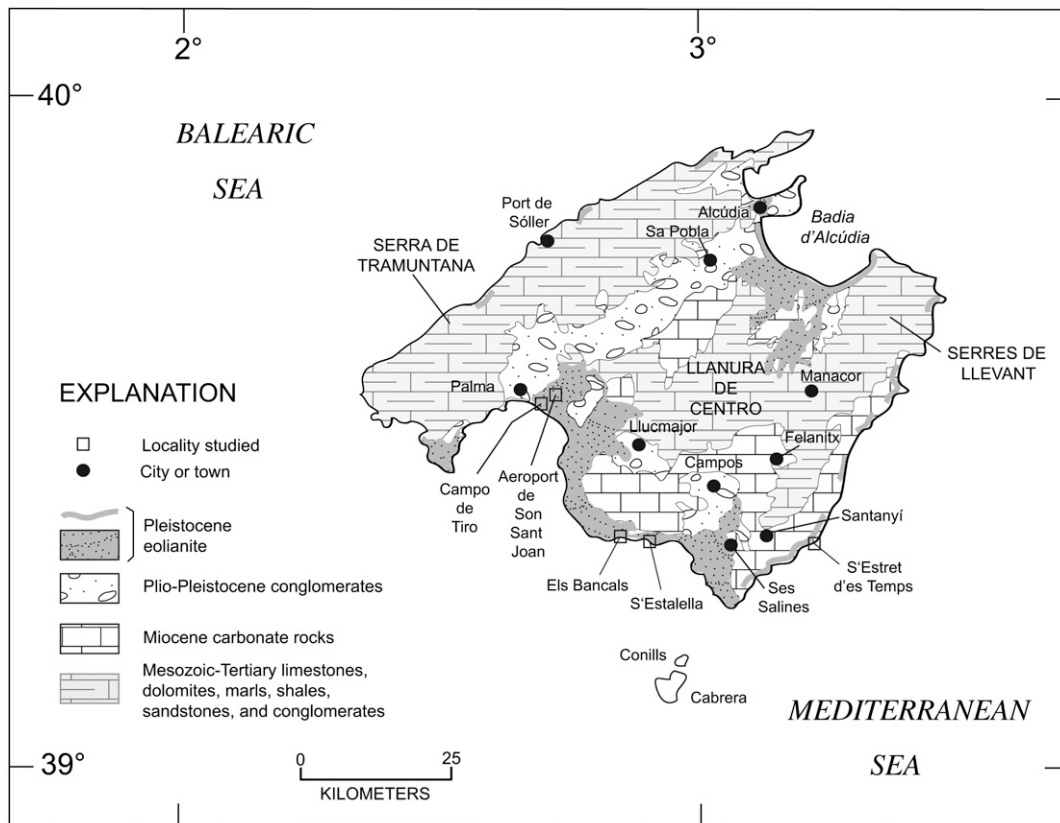 2°
3°
40°
BALEARIC
SEA
Port de
Sóller
Alcúdia
Sa Pobla
Badia
d'Alcúdia
SERRA DE
TRAMUNTANA
SERRES DE
LLEVANT
LLANURA
DE
CENTRO
Manacor
Palma
Llucmajor
Felanitx
Campos
Santanyí
Campo
de
Tiro
Aeroport
de
Son
Sant
Joan
Els Bancals
S'Estalella
Ses
Salines
S'Estret
d'es Temps
Conills
Cabrera
EXPLANATION
Locality studied
City or town
Pleistocene
eolianite
Plio-Pleistocene conglomerates
Miocene carbonate rocks
Mesozoic-Tertiary limestones,
dolomites, marls, shales,
sandstones, and conglomerates
MEDITERRANEAN
SEA
39°
0
25
KILOMETERS